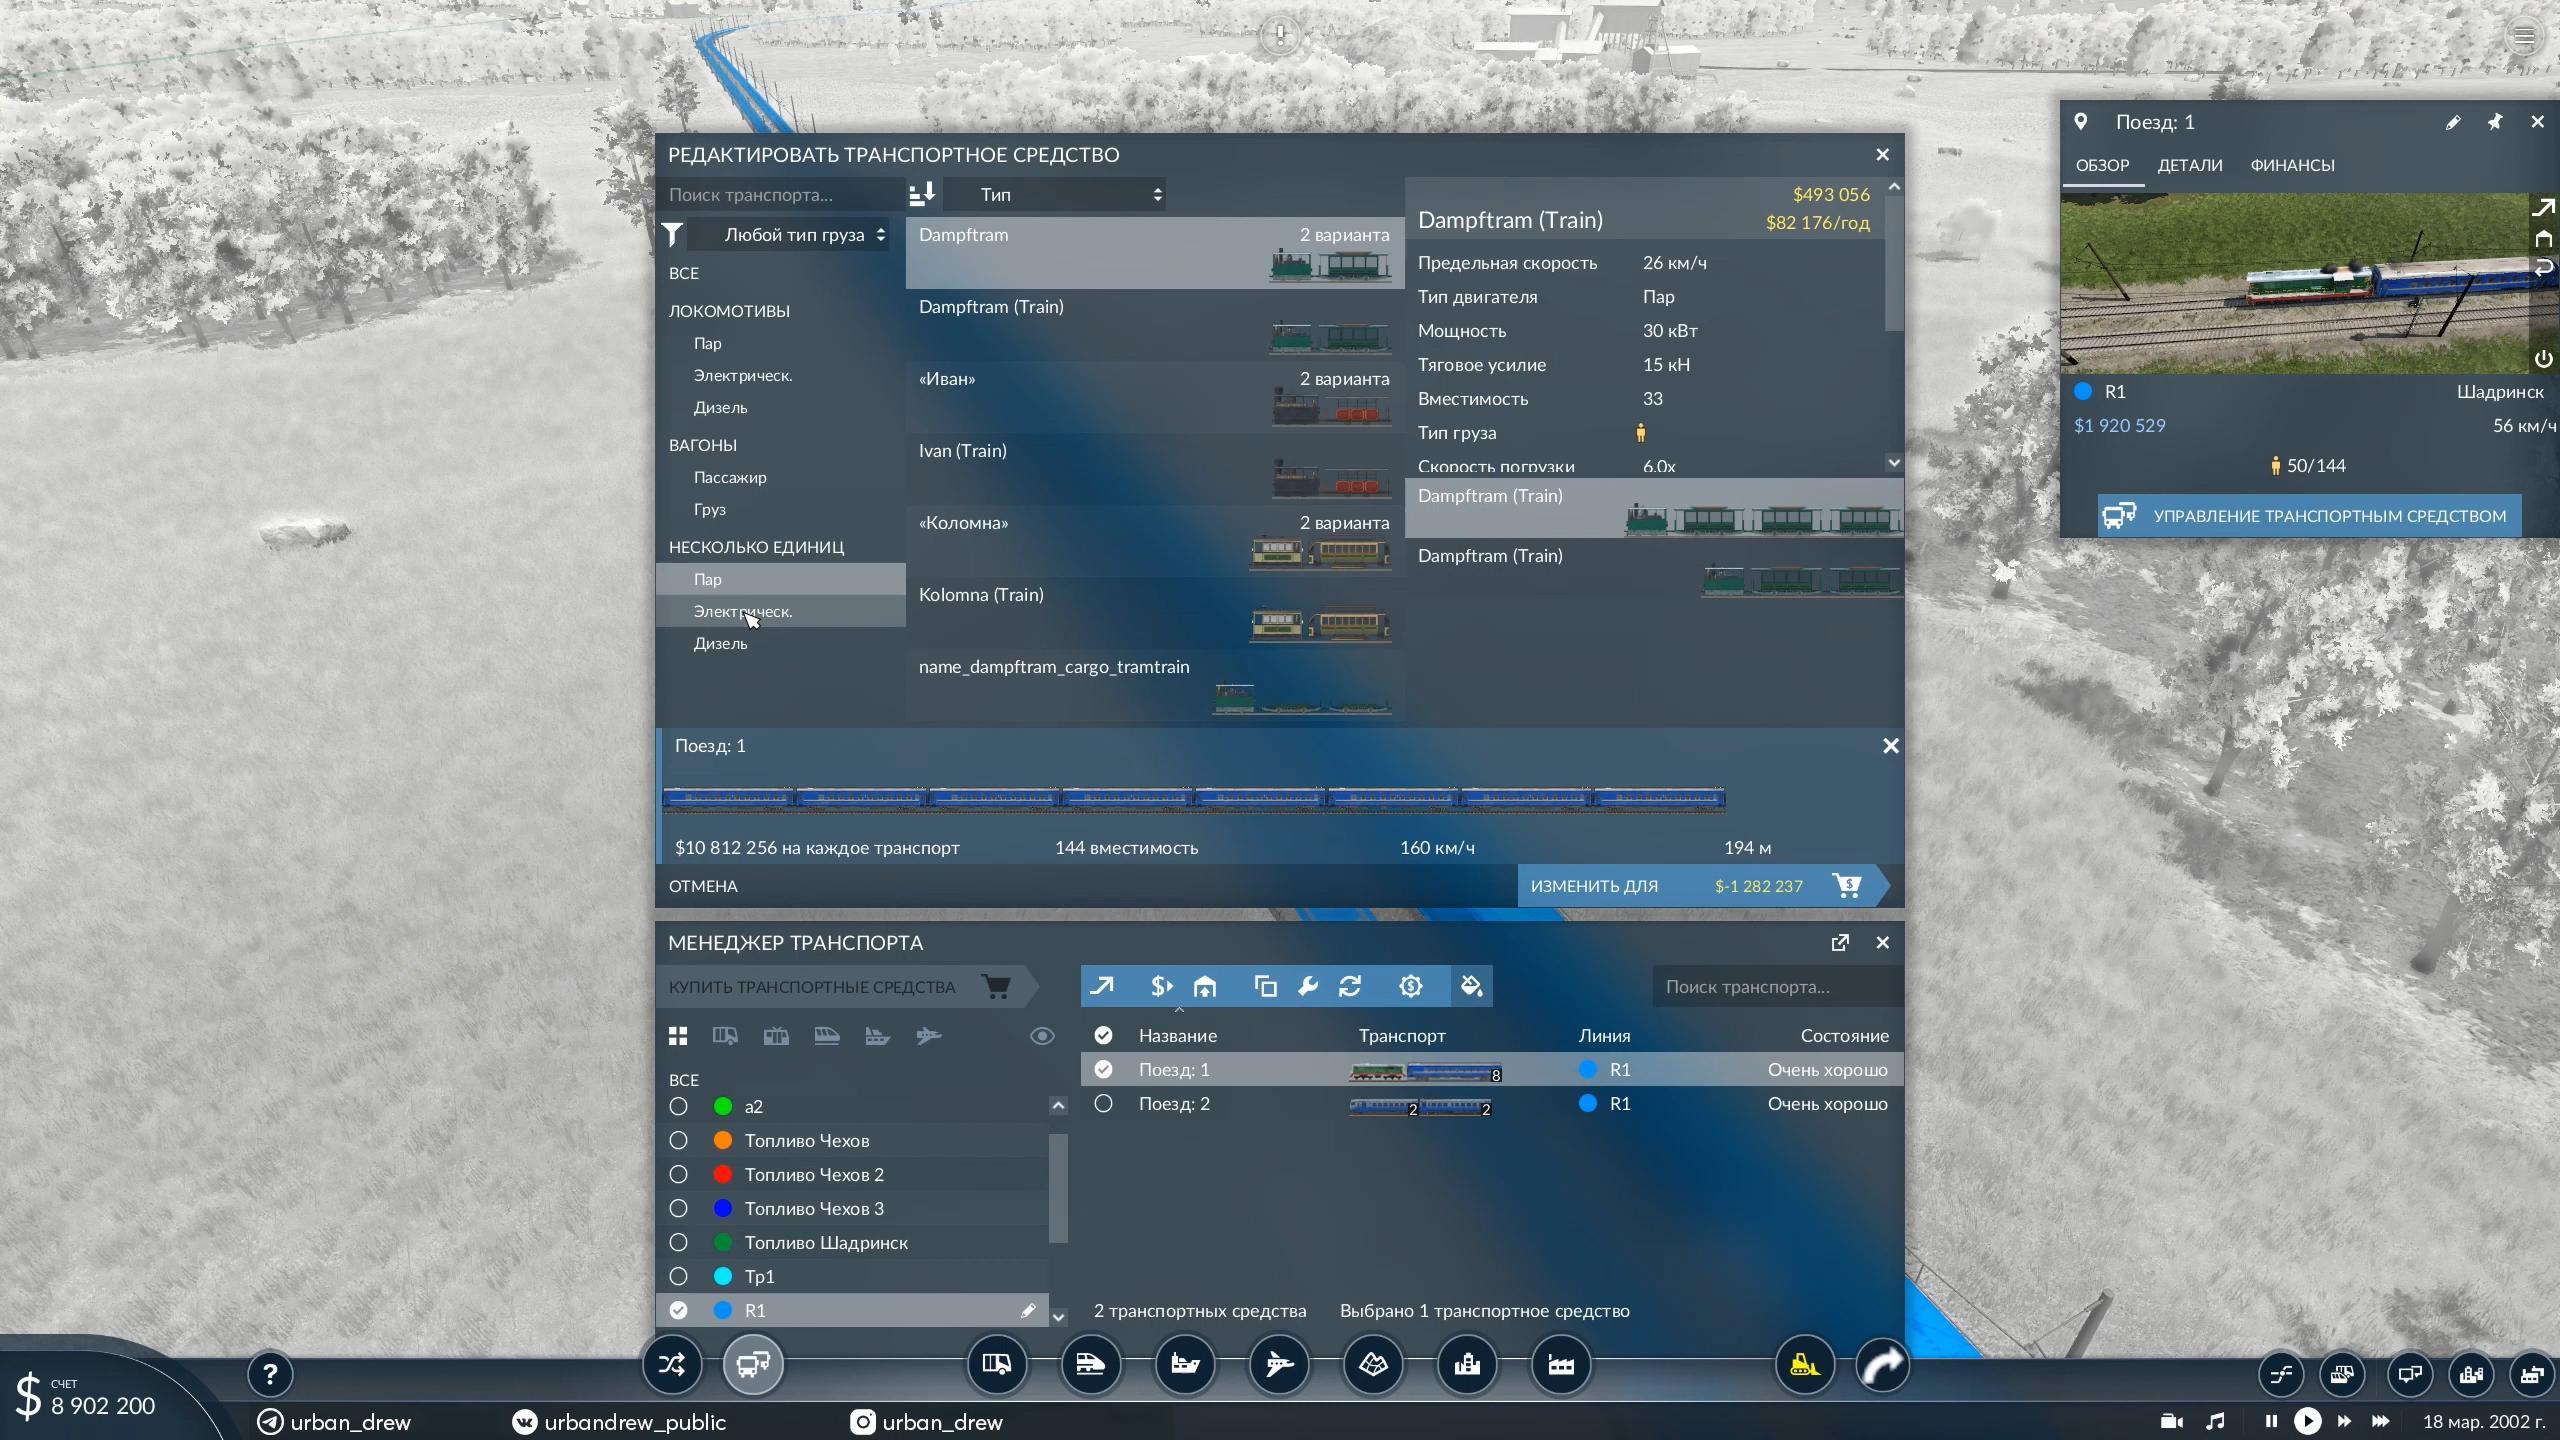 РЕДАКТИРОВАТЬ ТРАНСПОРТНОЕ СРЕДСТВО
Поиск транспорта...
Тип
Любой тип груза
ВСЕ
ЛОКОМОТИВЫ
Пар
Электрическ.
Дизель
ВАГОНЫ
Пассажир
Груз
НЕСКОЛЬКО ЕДИНИЦ
Пар
Электрическ.
Дизель
Dampftram 2 варианта
Dampftram (Train)
«Иван» 2 варианта
Ivan (Train)
«Коломна» 2 варианта
Kolomna (Train)
name_dampftram_cargo_tramtrain
$493 056
Dampftram (Train) $82 176/год
Предельная скорость 26 км/ч
Тип двигателя Пар
Мощность 30 кВт
Тяговое усилие 15 кН
Вместимость 33
Тип груза
Скорость погрузки 6.0x
Dampftram (Train)
Dampftram (Train)
Поезд: 1
$10 812 256 на каждое транспорт 144 вместимость 160 км/ч 194 м
ОТМЕНА
ИЗМЕНИТЬ ДЛЯ $-1 282 237
Поезд: 1
ОБЗОР ДЕТАЛИ ФИНАНСЫ
R1 Шадринск
$1 920 529 56 км/ч
50/144
УПРАВЛЕНИЕ ТРАНСПОРТНЫМ СРЕДСТВОМ
МЕНЕДЖЕР ТРАНСПОРТА
КУПИТЬ ТРАНСПОРТНЫЕ СРЕДСТВА
Поиск транспорта...
ВСЕ
a2
Топливо Чехов
Топливо Чехов 2
Топливо Чехов 3
Топливо Шадринск
Тр1
R1
Название Транспорт Линия Состояние
Поезд: 1 8 R1 Очень хорошо
Поезд: 2 2 2 R1 Очень хорошо
2 транспортных средства Выбрано 1 транспортное средство
СЧЕТ
$ 8 902 200
?
urban_drew urbandrew_public urban_drew
18 мар. 2002 г.